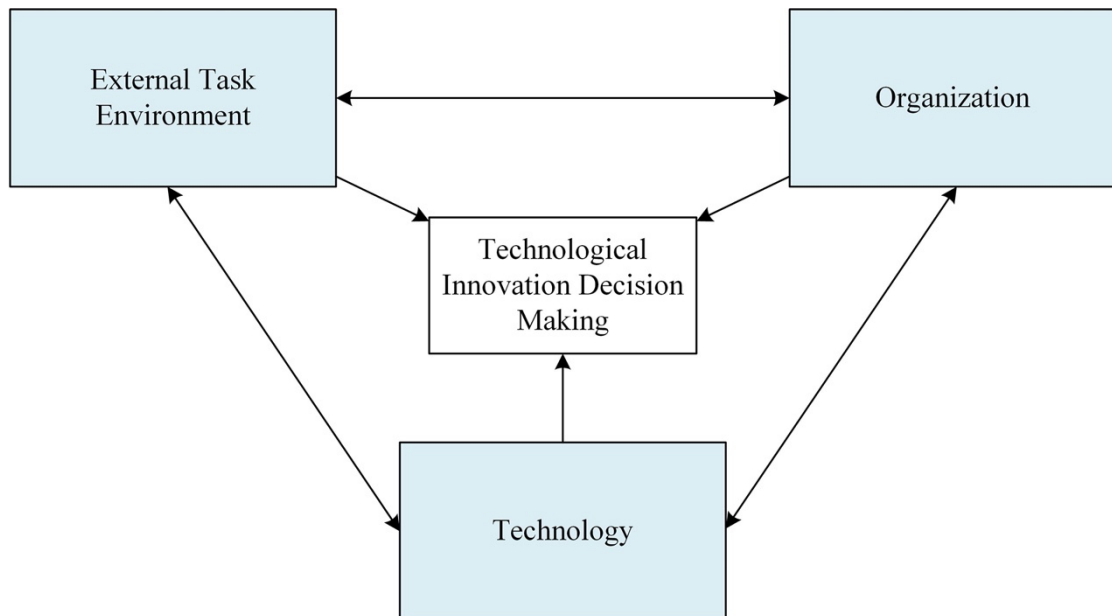 External Task
Environment
Organization
Technological
Innovation Decision
Making
Technology